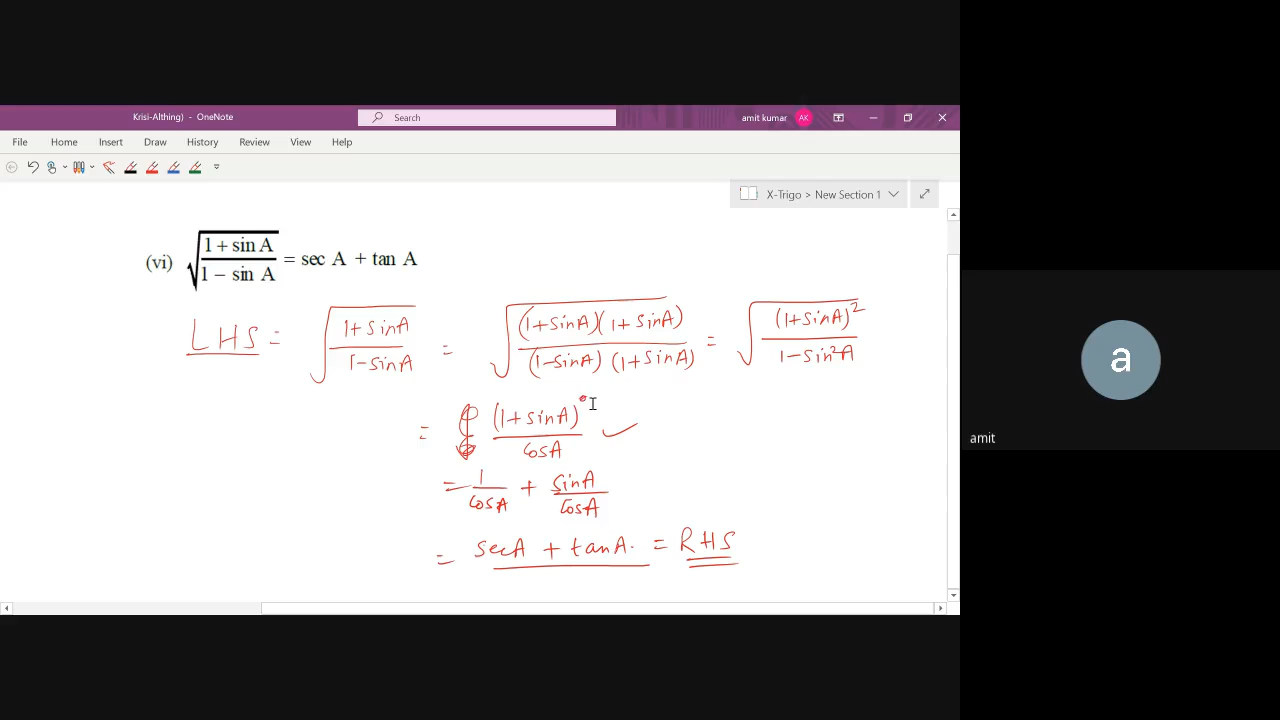 Krisi-Althing) - OneNote
Search
amit kumar AK
File Home Insert Draw History Review View Help
X-Trigo > New Section 1
(vi) √((1 + sin A)/(1 − sin A)) = sec A + tan A
LHS = √((1+sinA)/(1-sinA)) = √(((1+sinA)(1+sinA))/((1-sinA)(1+sinA))) = √((1+sinA)²/(1-sin²A))
= (1+sinA)/cosA ✓
= 1/cosA + sinA/cosA
= secA + tanA. = RHS
a
amit